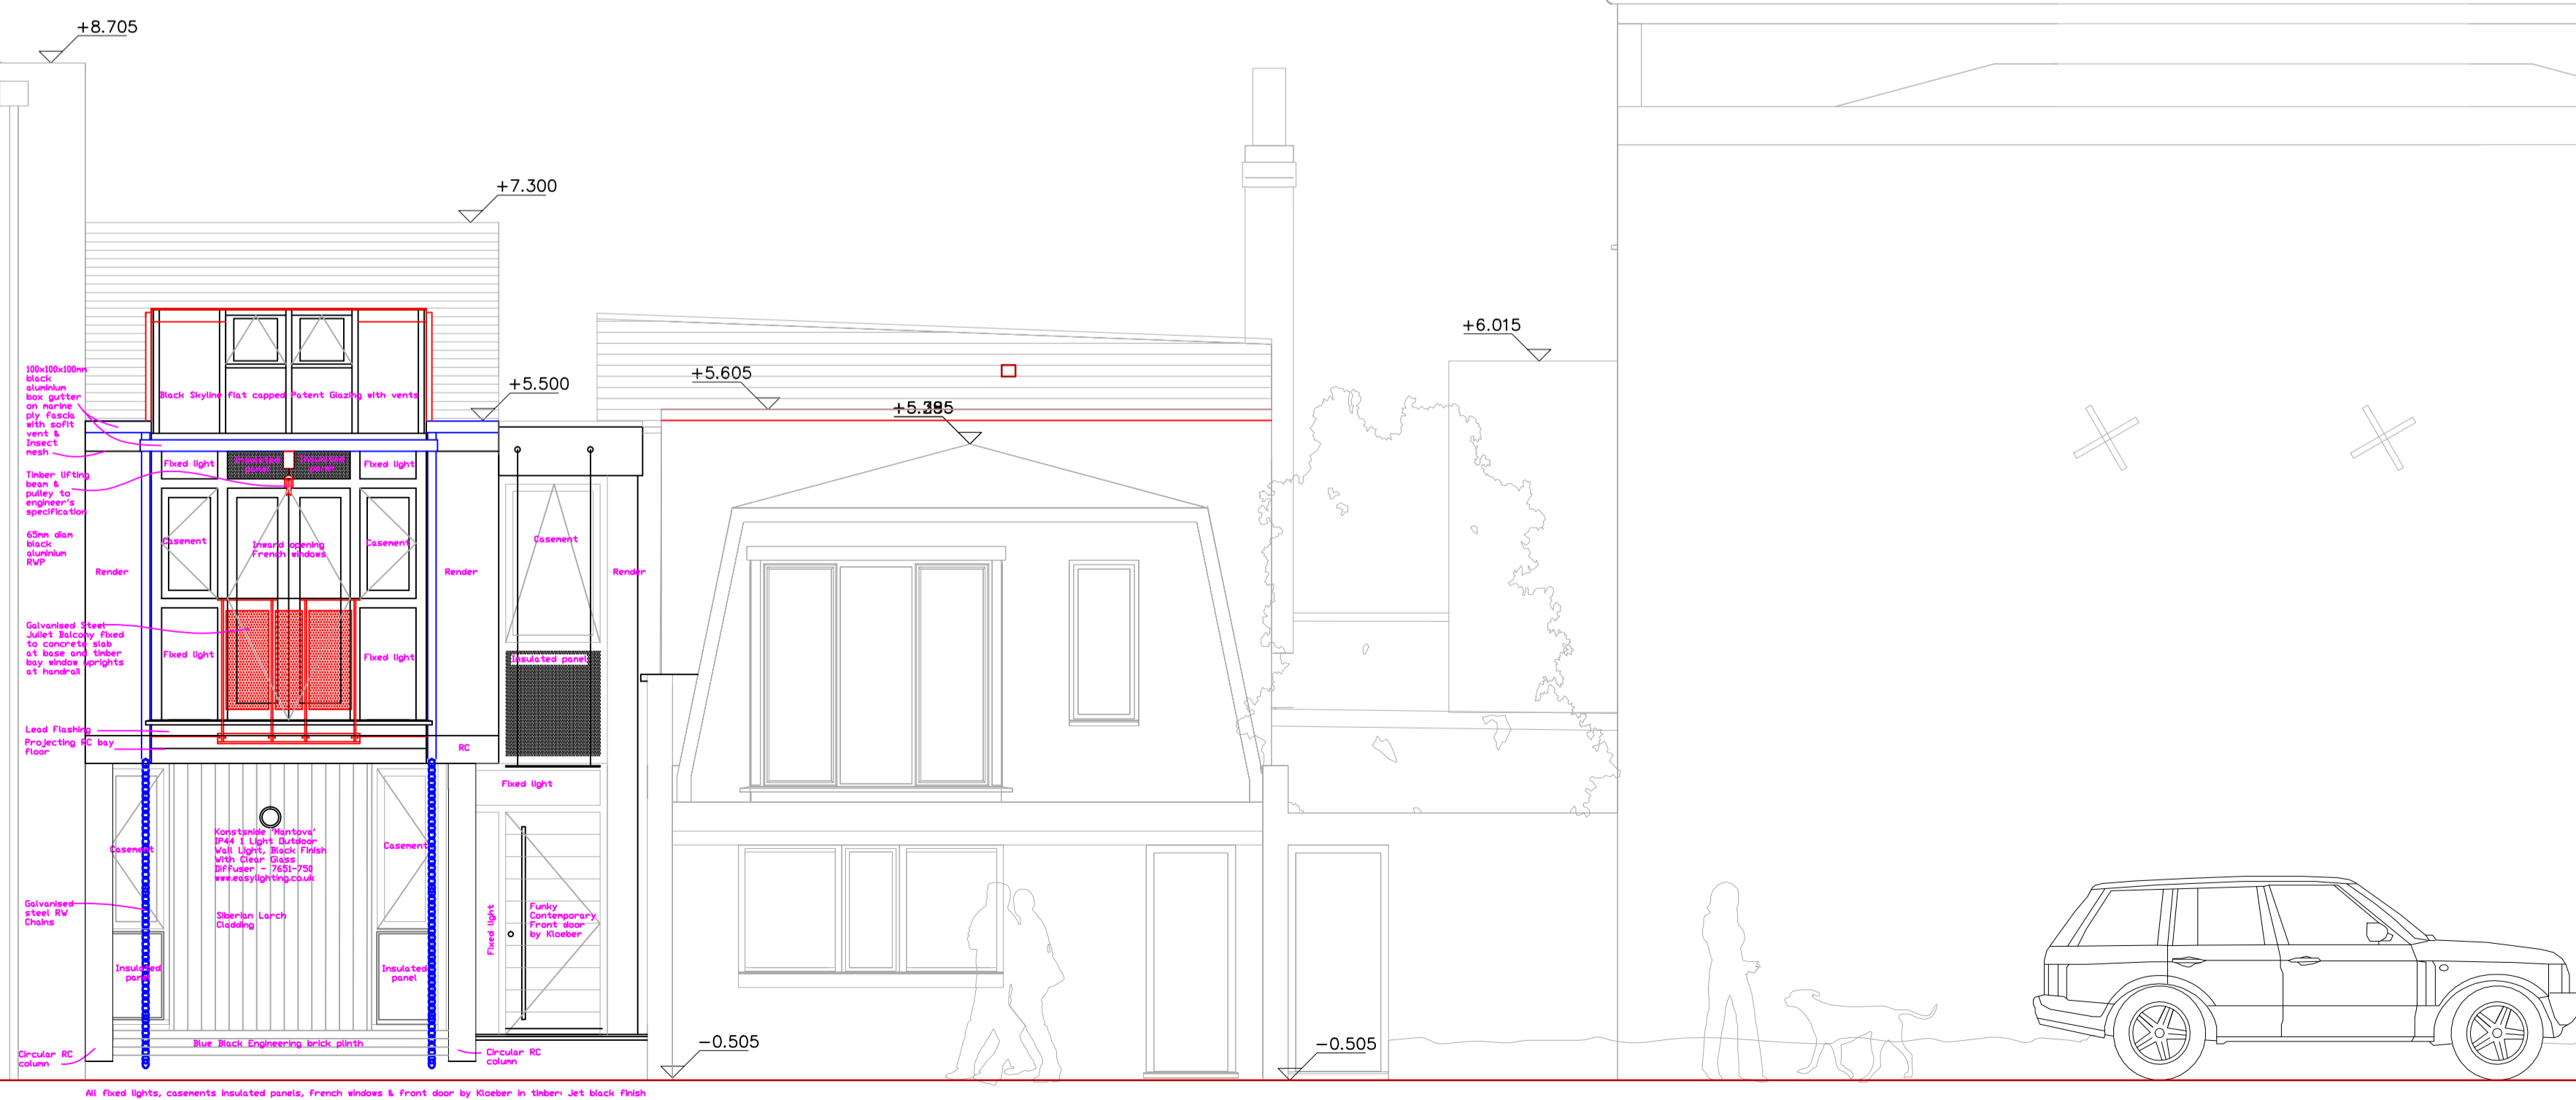 +8.705
+7.300
+5.500
+5.605
+6.015
100x100x100mm
black
aluminium
box gutter
on marine
ply fascia
with sofit
vent &
Insect
mesh
Timber lifting
beam &
pulley to
engineer's
specification
65mm diam
black
aluminium
RWP
Render
Galvanised Steel
Juliet Balcony fixed
to concrete slab
at base and timber
bay window uprights
at handrail
Lead Flashing
Projecting RC bay
floor
Galvanised
steel RW
Chains
Circular RC
column
Black Skyline flat capped Patent Glazing with vents
Fixed light
Insulated
panel
Insulated
panel
Fixed light
Casement
Inward opening
French windows
Casement
Fixed light
Fixed light
Render
RC
Casement
Render
Insulated panel
Fixed light
Casement
Konstsmide 'Mantova'
IP44 1 Light Outdoor
Wall Light, Black Finish
With Clear Glass
Diffuser - 7651-750
www.easylighting.co.uk
Casement
Siberian Larch
Cladding
Insulated
panel
Insulated
panel
Fixed light
Funky
Contemporary
Front door
by Kloeber
Blue Black Engineering brick plinth
Circular RC
column
-0.505
-0.505
All fixed lights, casements insulated panels, french windows & front door by Kloeber in timber: Jet black finish